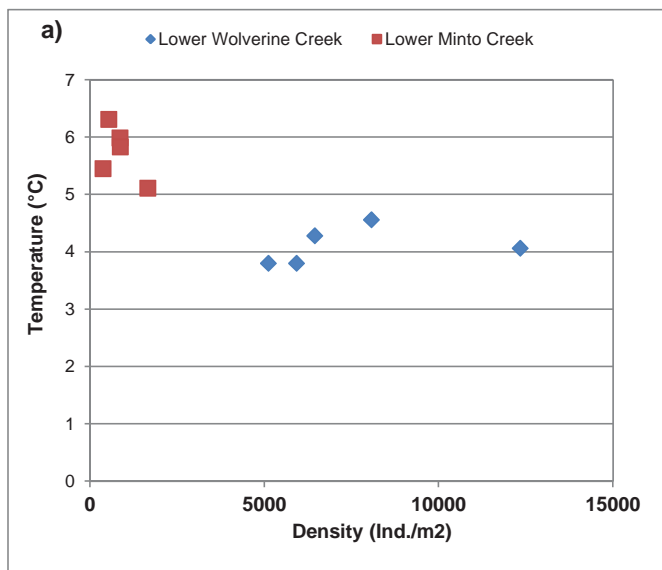 a)
Lower Wolverine Creek Lower Minto Creek
7
6
5
4
3
2
1
0
Temperature (°C)
0 5000 10000 15000
Density (Ind./m2)